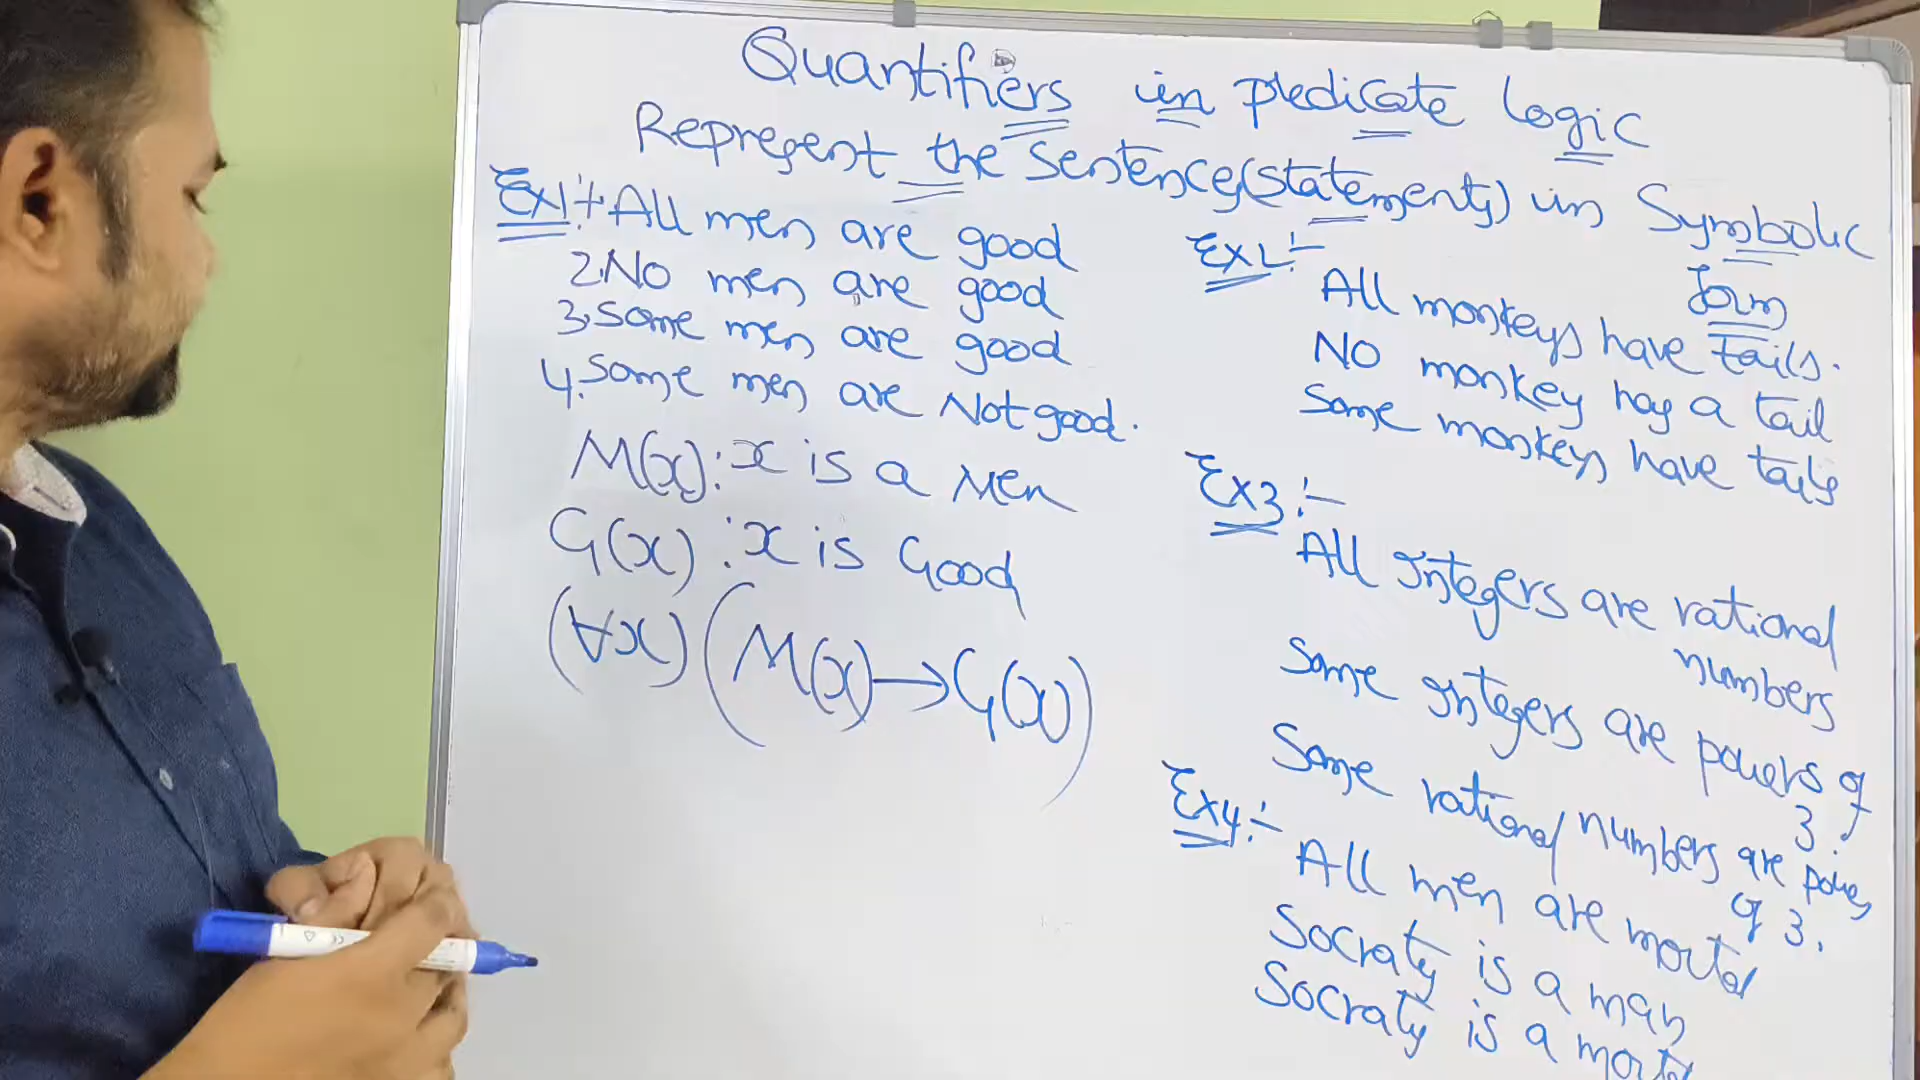 Quantifiers in predicate logic
Represent the Sentences(statements) in Symbolic
form
Ex1:- 1. All men are good
2. No men are good
3. Some men are good
4. Some men are Not good.
M(x): x is a Men
G(x): x is Good
(∀x)(M(x)→G(x))
Ex2:-
All monkeys have tails.
No monkey has a tail
Some monkeys have tails
Ex3:-
All integers are rational
numbers
Some integers are powers of
3.
Some rational numbers are powers
of 3.
Ex4:-
All men are mortal
Socrates is a man
Socrates is a mortal